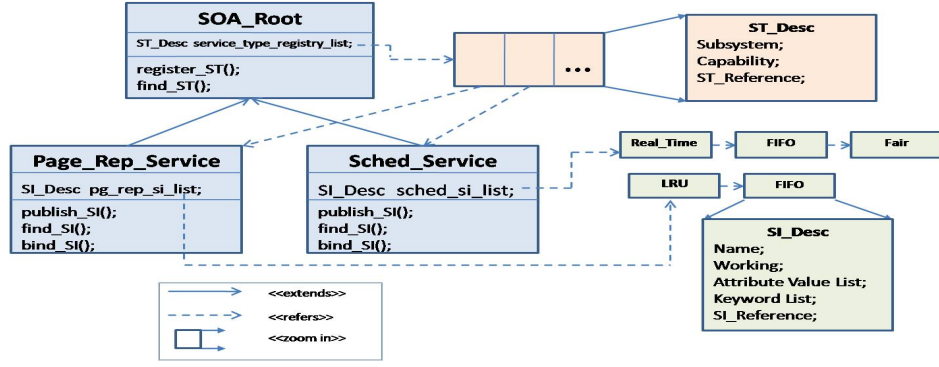 SOA_Root
ST_Desc service_type_registry_list;
register_ST();
find_ST();
...
ST_Desc
Subsystem;
Capability;
ST_Reference;
Page_Rep_Service
SI_Desc pg_rep_si_list;
publish_SI();
find_SI();
bind_SI();
Sched_Service
SI_Desc sched_si_list;
publish_SI();
find_SI();
bind_SI();
Real_Time
FIFO
Fair
LRU
FIFO
SI_Desc
Name;
Working;
Attribute Value List;
Keyword List;
SI_Reference;
<<extends>>
<<refers>>
<<zoom in>>